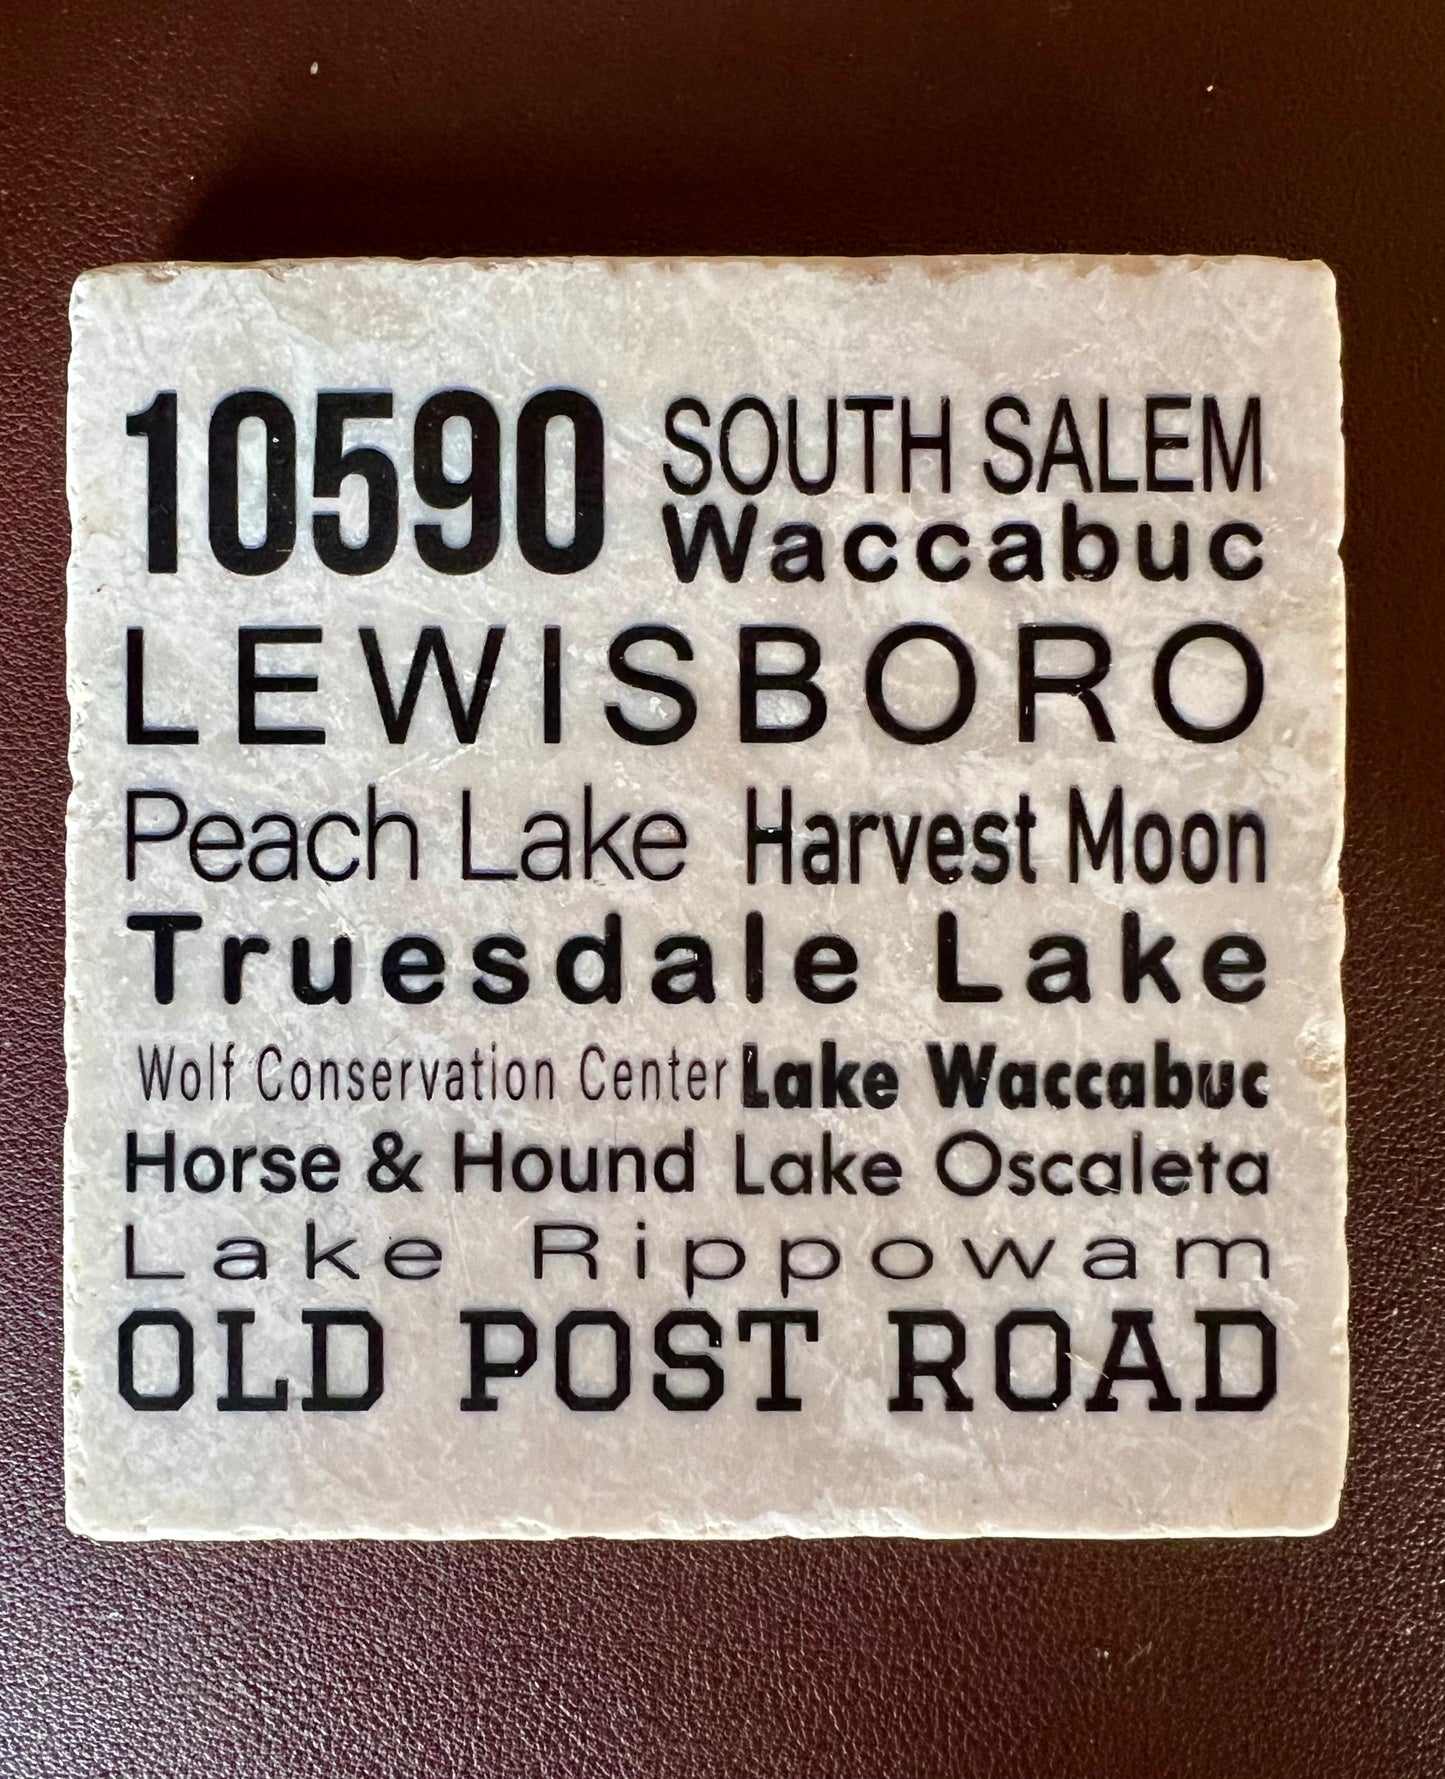 10590 SOUTH SALEM
Waccabuc
LEWISBORO
Peach Lake Harvest Moon
Truesdale Lake
Wolf Conservation Center Lake Waccabuc
Horse & Hound Lake Oscaleta
Lake Rippowam
OLD POST ROAD